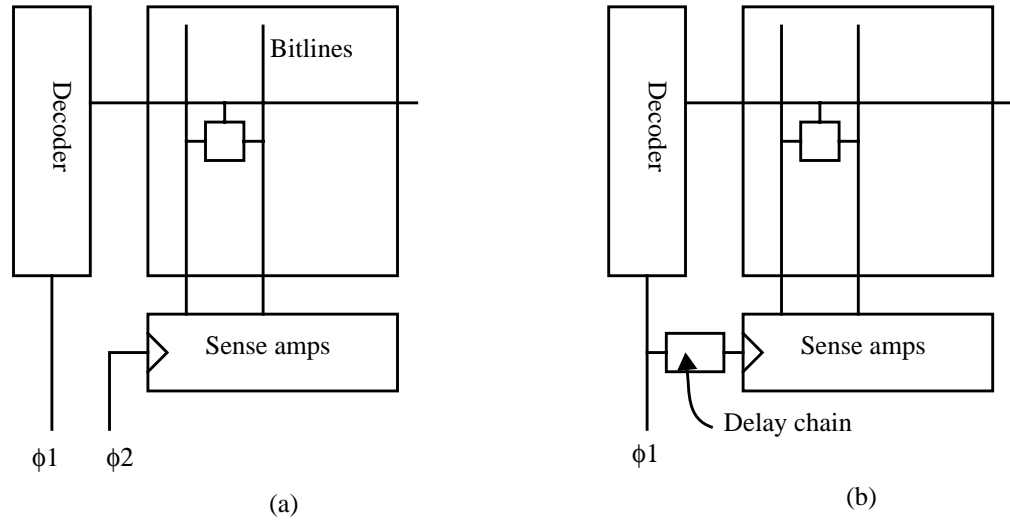 Decoder
Bitlines
Sense amps
ϕ1
ϕ2
(a)
Decoder
Sense amps
Delay chain
ϕ1
(b)